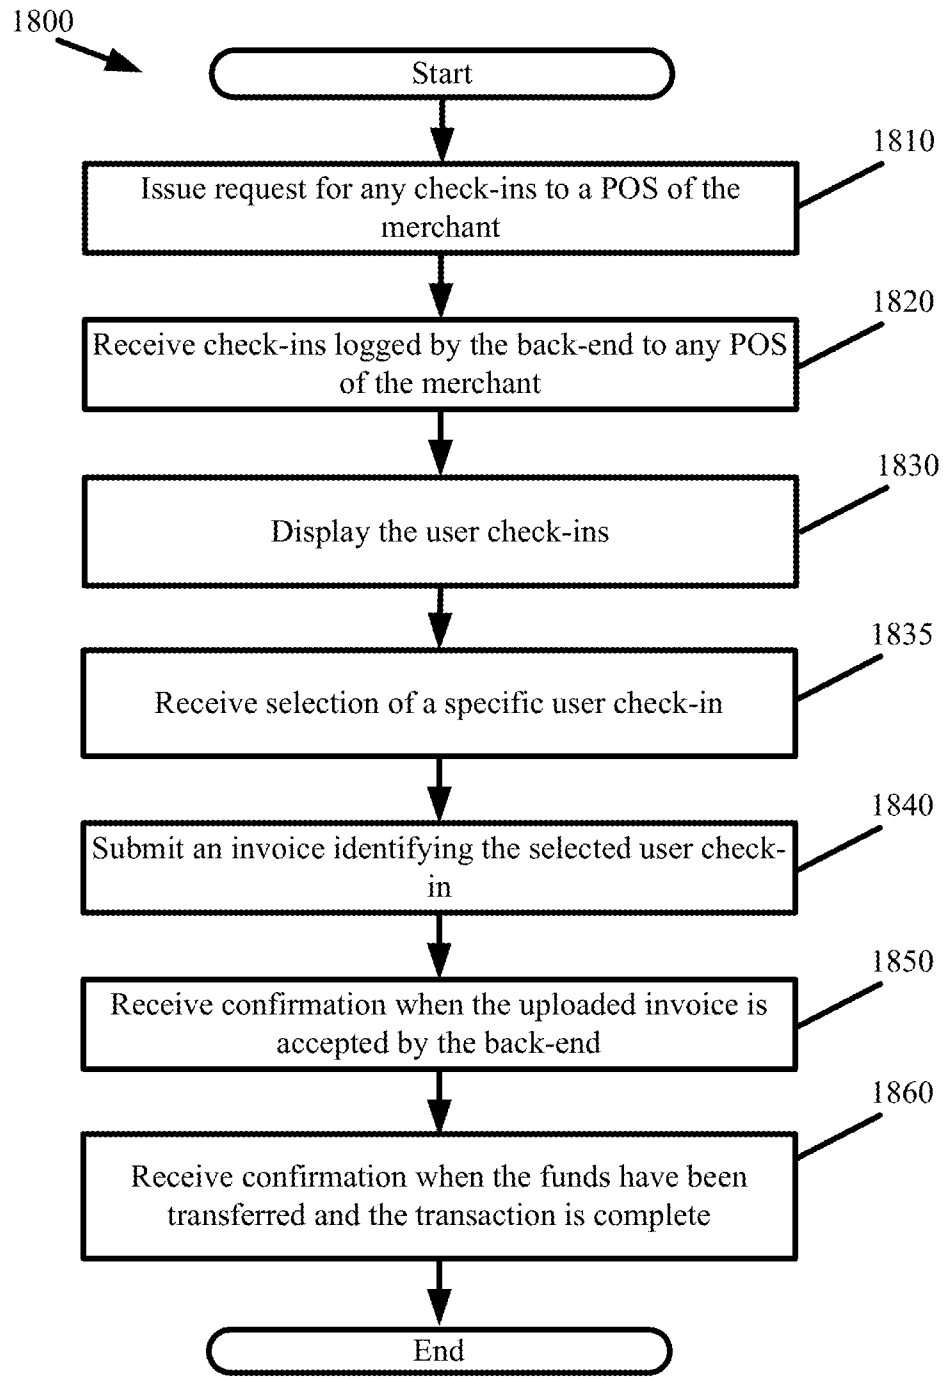 1800
Start
1810
Issue request for any check-ins to a POS of the
merchant
1820
Receive check-ins logged by the back-end to any POS
of the merchant
1830
Display the user check-ins
1835
Receive selection of a specific user check-in
1840
Submit an invoice identifying the selected user check-
in
1850
Receive confirmation when the uploaded invoice is
accepted by the back-end
1860
Receive confirmation when the funds have been
transferred and the transaction is complete
End